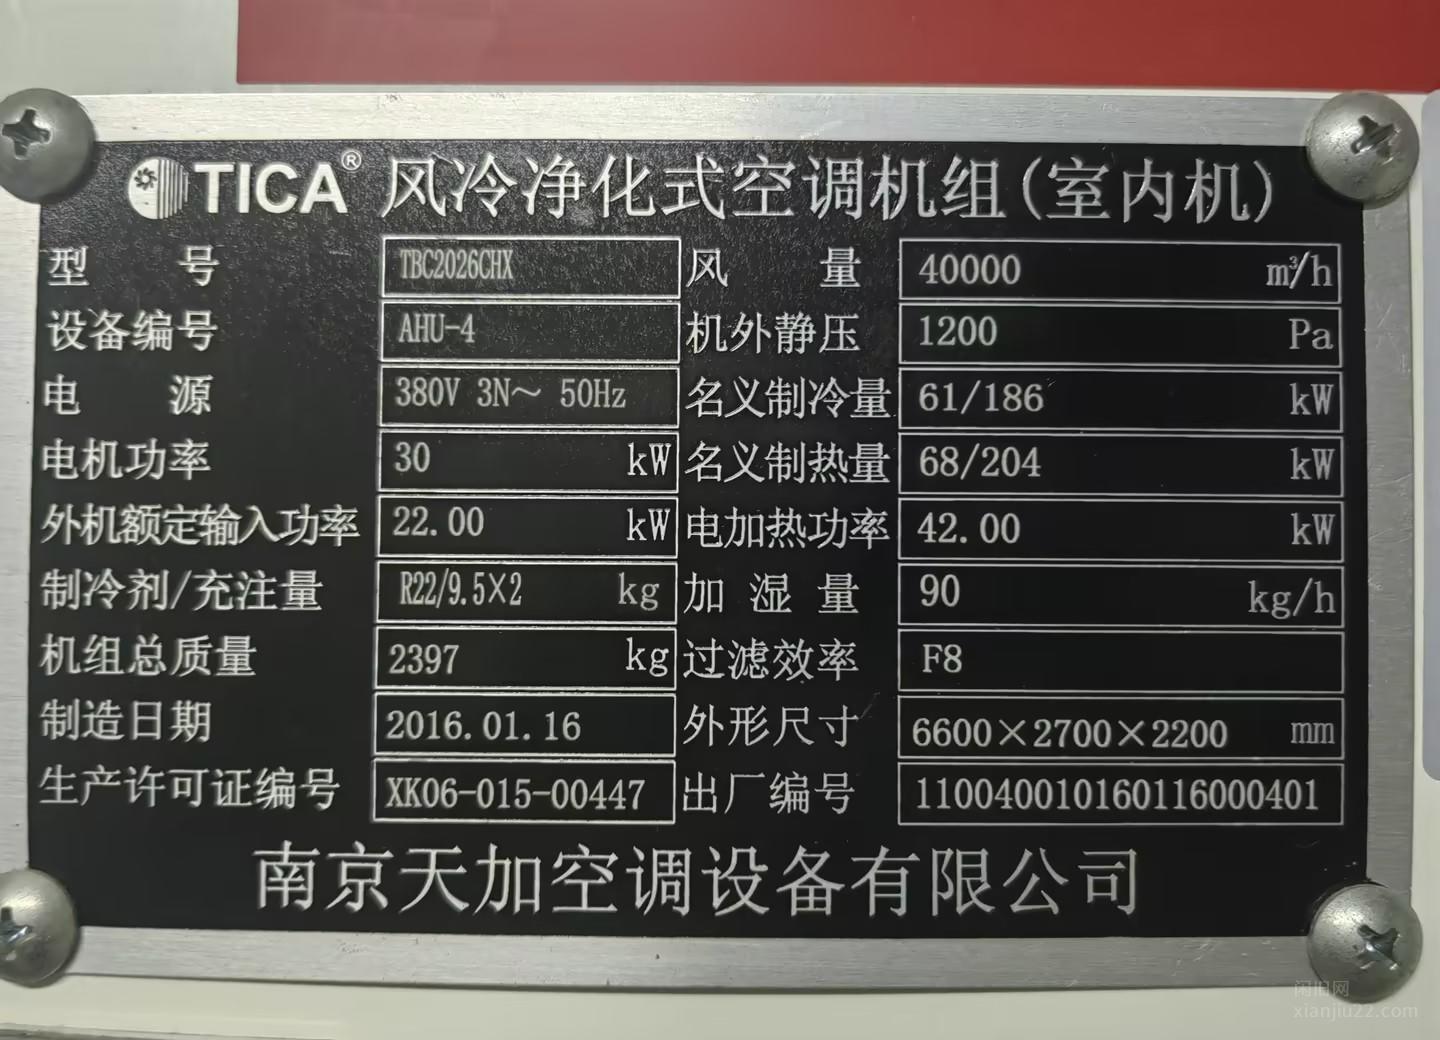 TICA® 风冷净化式空调机组(室内机)
型 号 TBC2026CHX 风 量 40000 m³/h
设备编号 AHU-4 机外静压 1200 Pa
电 源 380V 3N～ 50Hz 名义制冷量 61/186 kW
电机功率 30 kW 名义制热量 68/204 kW
外机额定输入功率 22.00 kW 电加热功率 42.00 kW
制冷剂/充注量 R22/9.5×2 kg 加 湿 量 90 kg/h
机组总质量 2397 kg 过滤效率 F8
制造日期 2016.01.16 外形尺寸 6600×2700×2200 mm
生产许可证编号 XK06-015-00447 出厂编号 110040010160116000401
南京天加空调设备有限公司
闲旧网
xianjiu22.com